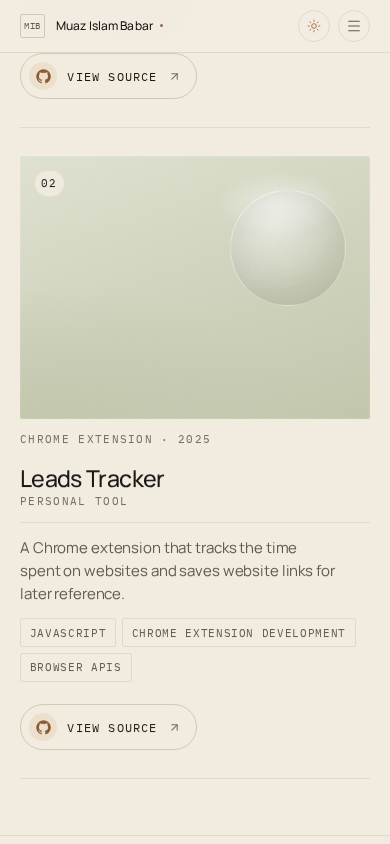 MIB
Muaz Islam Babar
VIEW SOURCE
02
CHROME EXTENSION · 2025
Leads Tracker
PERSONAL TOOL
A Chrome extension that tracks the time
spent on websites and saves website links for
later reference.
JAVASCRIPT
CHROME EXTENSION DEVELOPMENT
BROWSER APIS
VIEW SOURCE